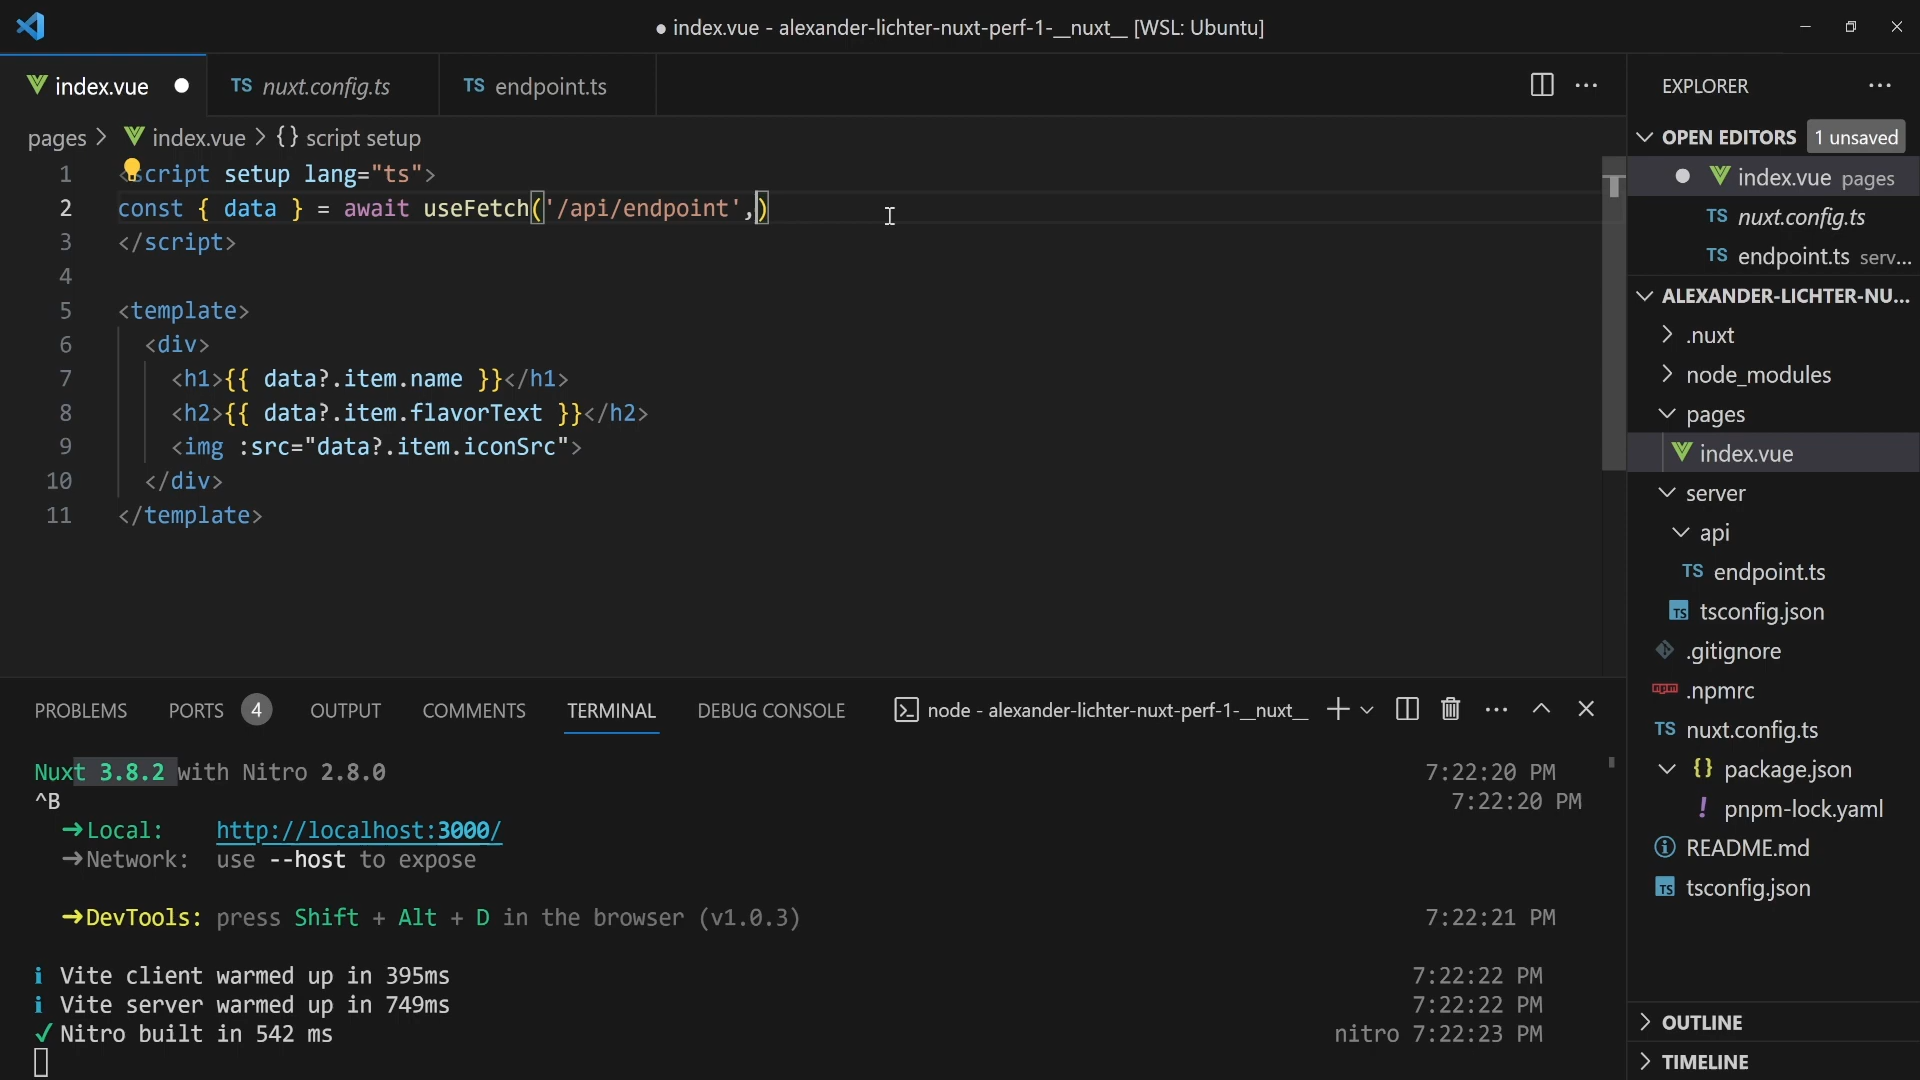 ● index.vue - alexander-lichter-nuxt-perf-1-__nuxt__ [WSL: Ubuntu]
index.vue
TS nuxt.config.ts
TS endpoint.ts
pages > index.vue > {} script setup
1 <script setup lang="ts">
2 const { data } = await useFetch('/api/endpoint',)
3 </script>
4
5 <template>
6 <div>
7 <h1>{{ data?.item.name }}</h1>
8 <h2>{{ data?.item.flavorText }}</h2>
9 <img :src="data?.item.iconSrc">
10 </div>
11 </template>
EXPLORER
OPEN EDITORS 1 unsaved
index.vue pages
TS nuxt.config.ts
TS endpoint.ts serv...
ALEXANDER-LICHTER-NU...
.nuxt
node_modules
pages
index.vue
server
api
TS endpoint.ts
TS tsconfig.json
.gitignore
npm .npmrc
TS nuxt.config.ts
{} package.json
! pnpm-lock.yaml
README.md
TS tsconfig.json
OUTLINE
TIMELINE
PROBLEMS PORTS 4 OUTPUT COMMENTS TERMINAL DEBUG CONSOLE node - alexander-lichter-nuxt-perf-1-__nuxt__
Nuxt 3.8.2 with Nitro 2.8.0 7:22:20 PM
^B 7:22:20 PM
➜Local: http://localhost:3000/
➜Network: use --host to expose
➜DevTools: press Shift + Alt + D in the browser (v1.0.3) 7:22:21 PM
i Vite client warmed up in 395ms 7:22:22 PM
i Vite server warmed up in 749ms 7:22:22 PM
✓ Nitro built in 542 ms nitro 7:22:23 PM